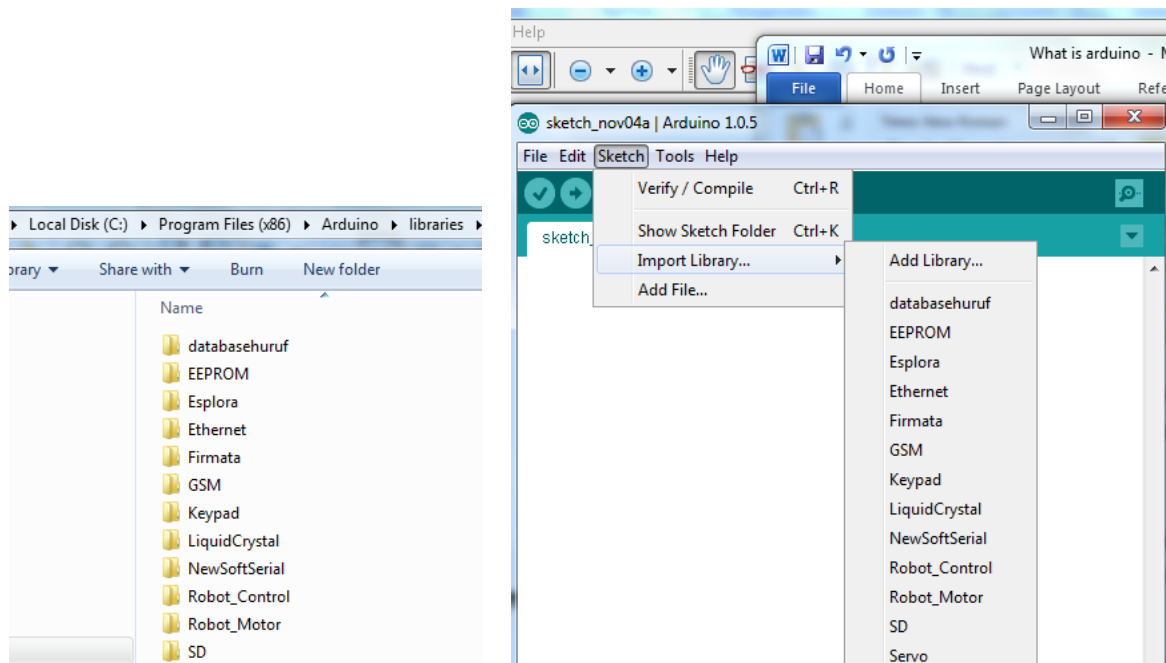 Local Disk (C:) Program Files (x86) Arduino libraries
Share with Burn New folder
Name
databasehuruf
EEPROM
Esplora
Ethernet
Firmata
GSM
Keypad
LiquidCrystal
NewSoftSerial
Robot_Control
Robot_Motor
SD
Help
What is arduino -
File Home Insert Page Layout
sketch_nov04a | Arduino 1.0.5
File Edit Sketch Tools Help
Verify / Compile Ctrl+R
sketch_
Show Sketch Folder Ctrl+K
Import Library...
Add File...
Add Library...
databasehuruf
EEPROM
Esplora
Ethernet
Firmata
GSM
Keypad
LiquidCrystal
NewSoftSerial
Robot_Control
Robot_Motor
SD
Servo